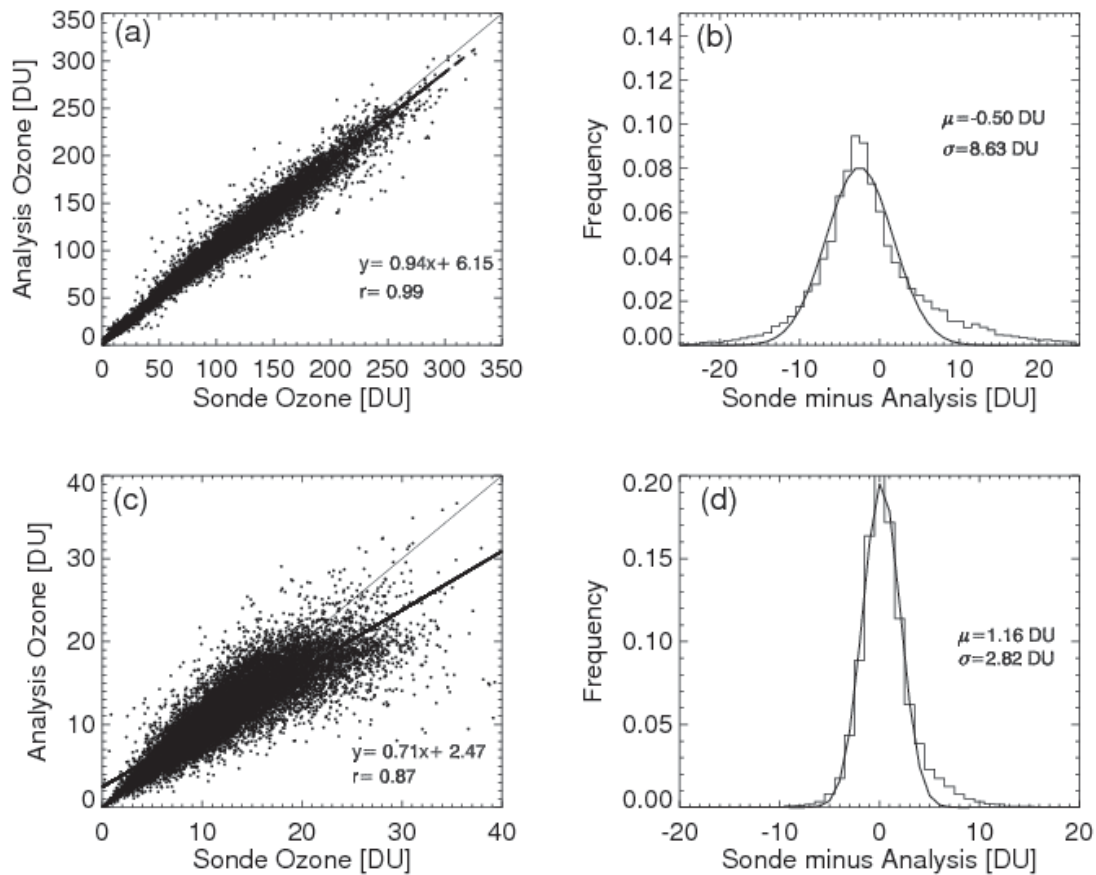 (a)
350
300
250
200
150
100
50
0
Analysis Ozone [DU]
y= 0.94x+ 6.15
r= 0.99
0 50 100 150 200 250 300 350
Sonde Ozone [DU]
(b)
0.14
0.12
0.10
0.08
0.06
0.04
0.02
0.00
Frequency
μ=-0.50 DU
σ=8.63 DU
-20 -10 0 10 20
Sonde minus Analysis [DU]
(c)
40
30
20
10
0
Analysis Ozone [DU]
y= 0.71x+ 2.47
r= 0.87
0 10 20 30 40
Sonde Ozone [DU]
(d)
0.20
0.15
0.10
0.05
0.00
Frequency
μ=1.16 DU
σ=2.82 DU
-20 -10 0 10 20
Sonde minus Analysis [DU]